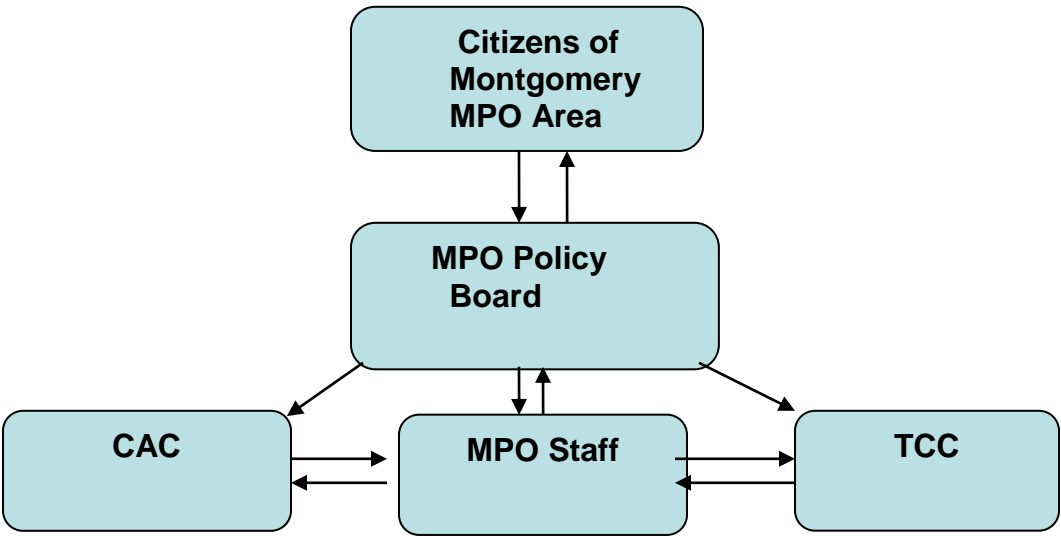 Citizens of
Montgomery
MPO Area
MPO Policy
Board
CAC
MPO Staff
TCC